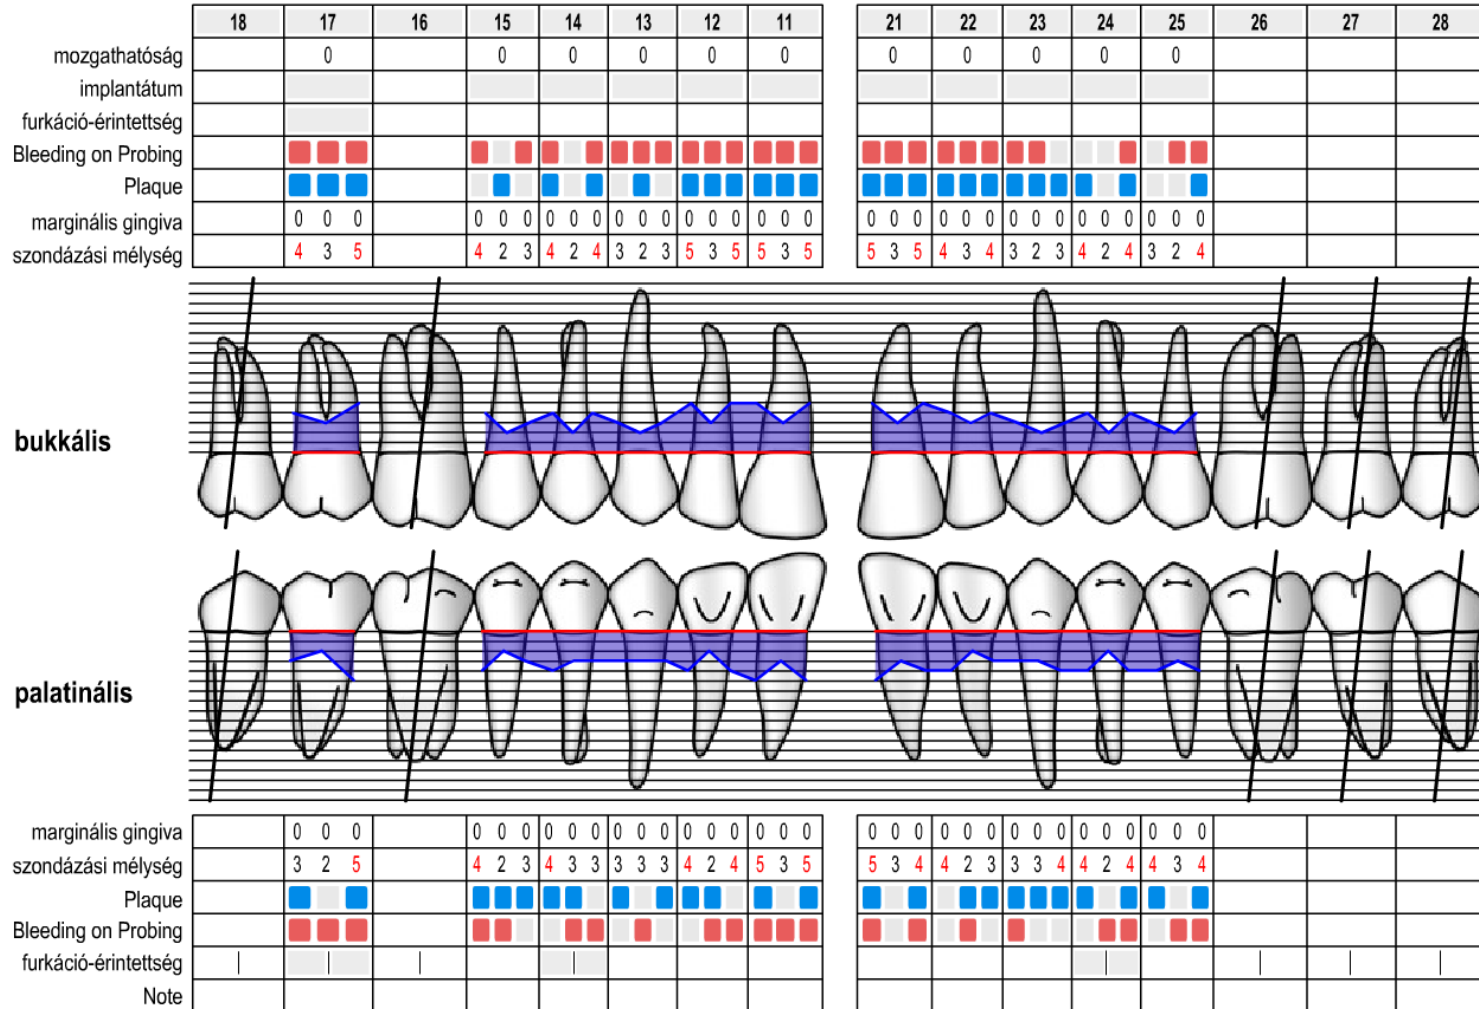 18 17 16 15 14 13 12 11 21 22 23 24 25 26 27 28
mozgathatóság 0 0 0 0 0 0 0 0 0 0 0
implantátum
furkáció-érintettség
Bleeding on Probing
Plaque
marginális gingiva 0 0 0 0 0 0 0 0 0 0 0 0 0 0 0 0 0 0 0 0 0 0 0 0 0 0 0 0 0 0 0 0 0
szondázási mélység 4 3 5 4 2 3 4 2 4 3 2 3 5 3 5 5 3 5 5 3 5 4 3 4 3 2 3 4 2 4 3 2 4
bukkális
palatinális
marginális gingiva 0 0 0 0 0 0 0 0 0 0 0 0 0 0 0 0 0 0 0 0 0 0 0 0 0 0 0 0 0 0 0 0 0
szondázási mélység 3 2 5 4 2 3 4 3 3 3 3 3 4 2 4 5 3 5 5 3 4 4 2 3 3 3 4 4 2 4 4 3 4
Plaque
Bleeding on Probing
furkáció-érintettség
Note